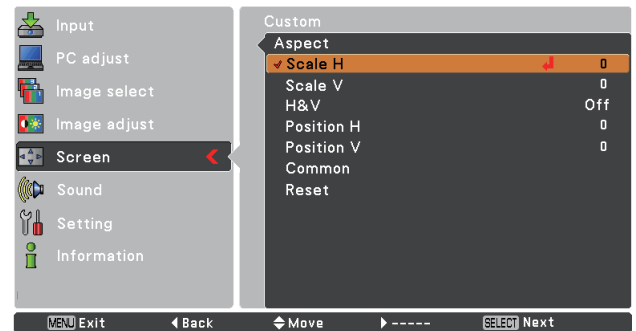 Input
PC adjust
Image select
Image adjust
Screen
Sound
Setting
Information
Custom
Aspect
Scale H 0
Scale V 0
H&V Off
Position H 0
Position V 0
Common
Reset
MENU Exit Back Move ----- SELECT Next